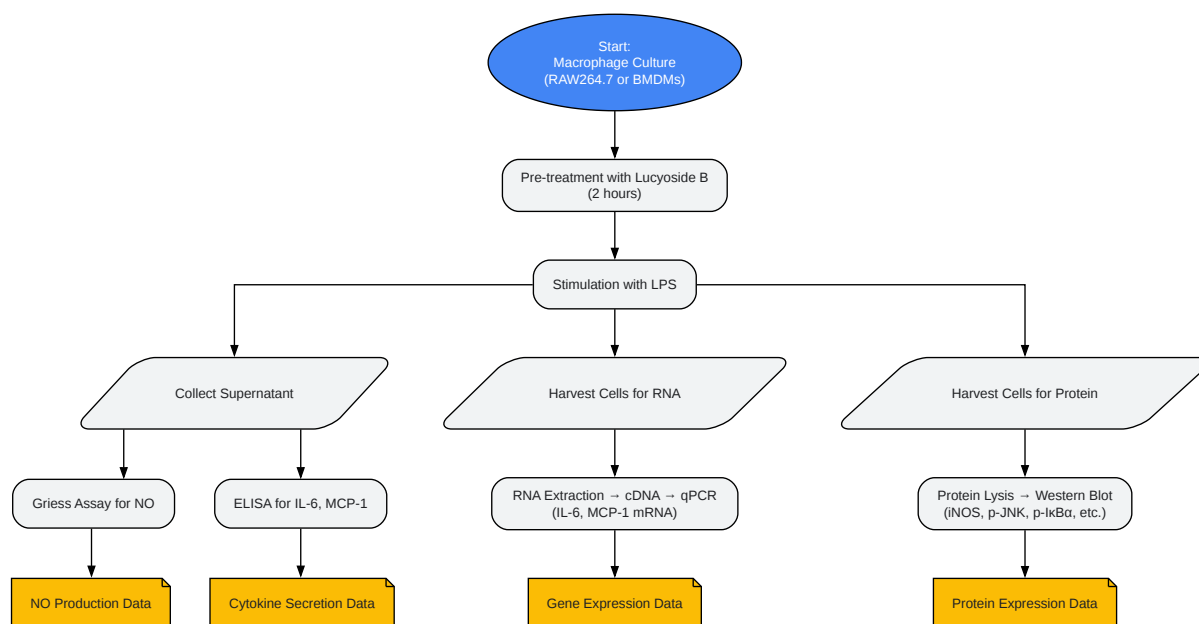 Start:
Macrophage Culture
(RAW264.7 or BMDMs)
Pre-treatment with Lucyoside B
(2 hours)
Stimulation with LPS
Collect Supernatant
Harvest Cells for RNA
Harvest Cells for Protein
Griess Assay for NO
ELISA for IL-6, MCP-1
RNA Extraction → cDNA → qPCR
(IL-6, MCP-1 mRNA)
Protein Lysis → Western Blot
(iNOS, p-JNK, p-IκBα, etc.)
NO Production Data
Cytokine Secretion Data
Gene Expression Data
Protein Expression Data